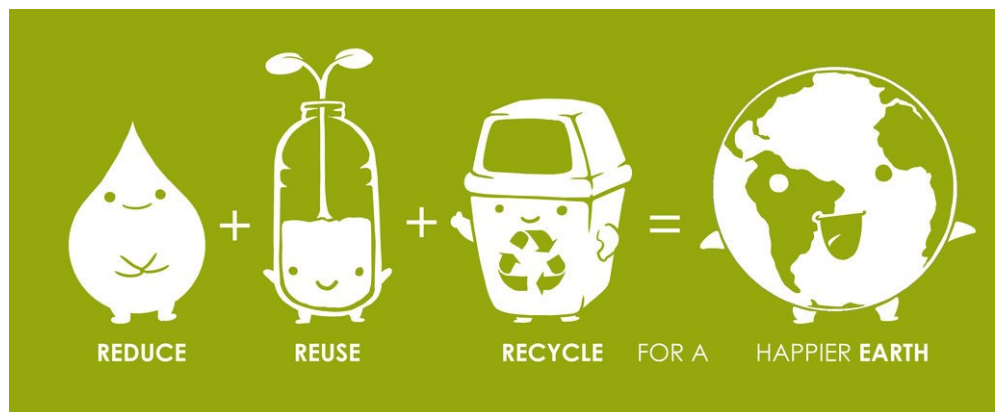 + + =
REDUCE REUSE RECYCLE FOR A HAPPIER EARTH